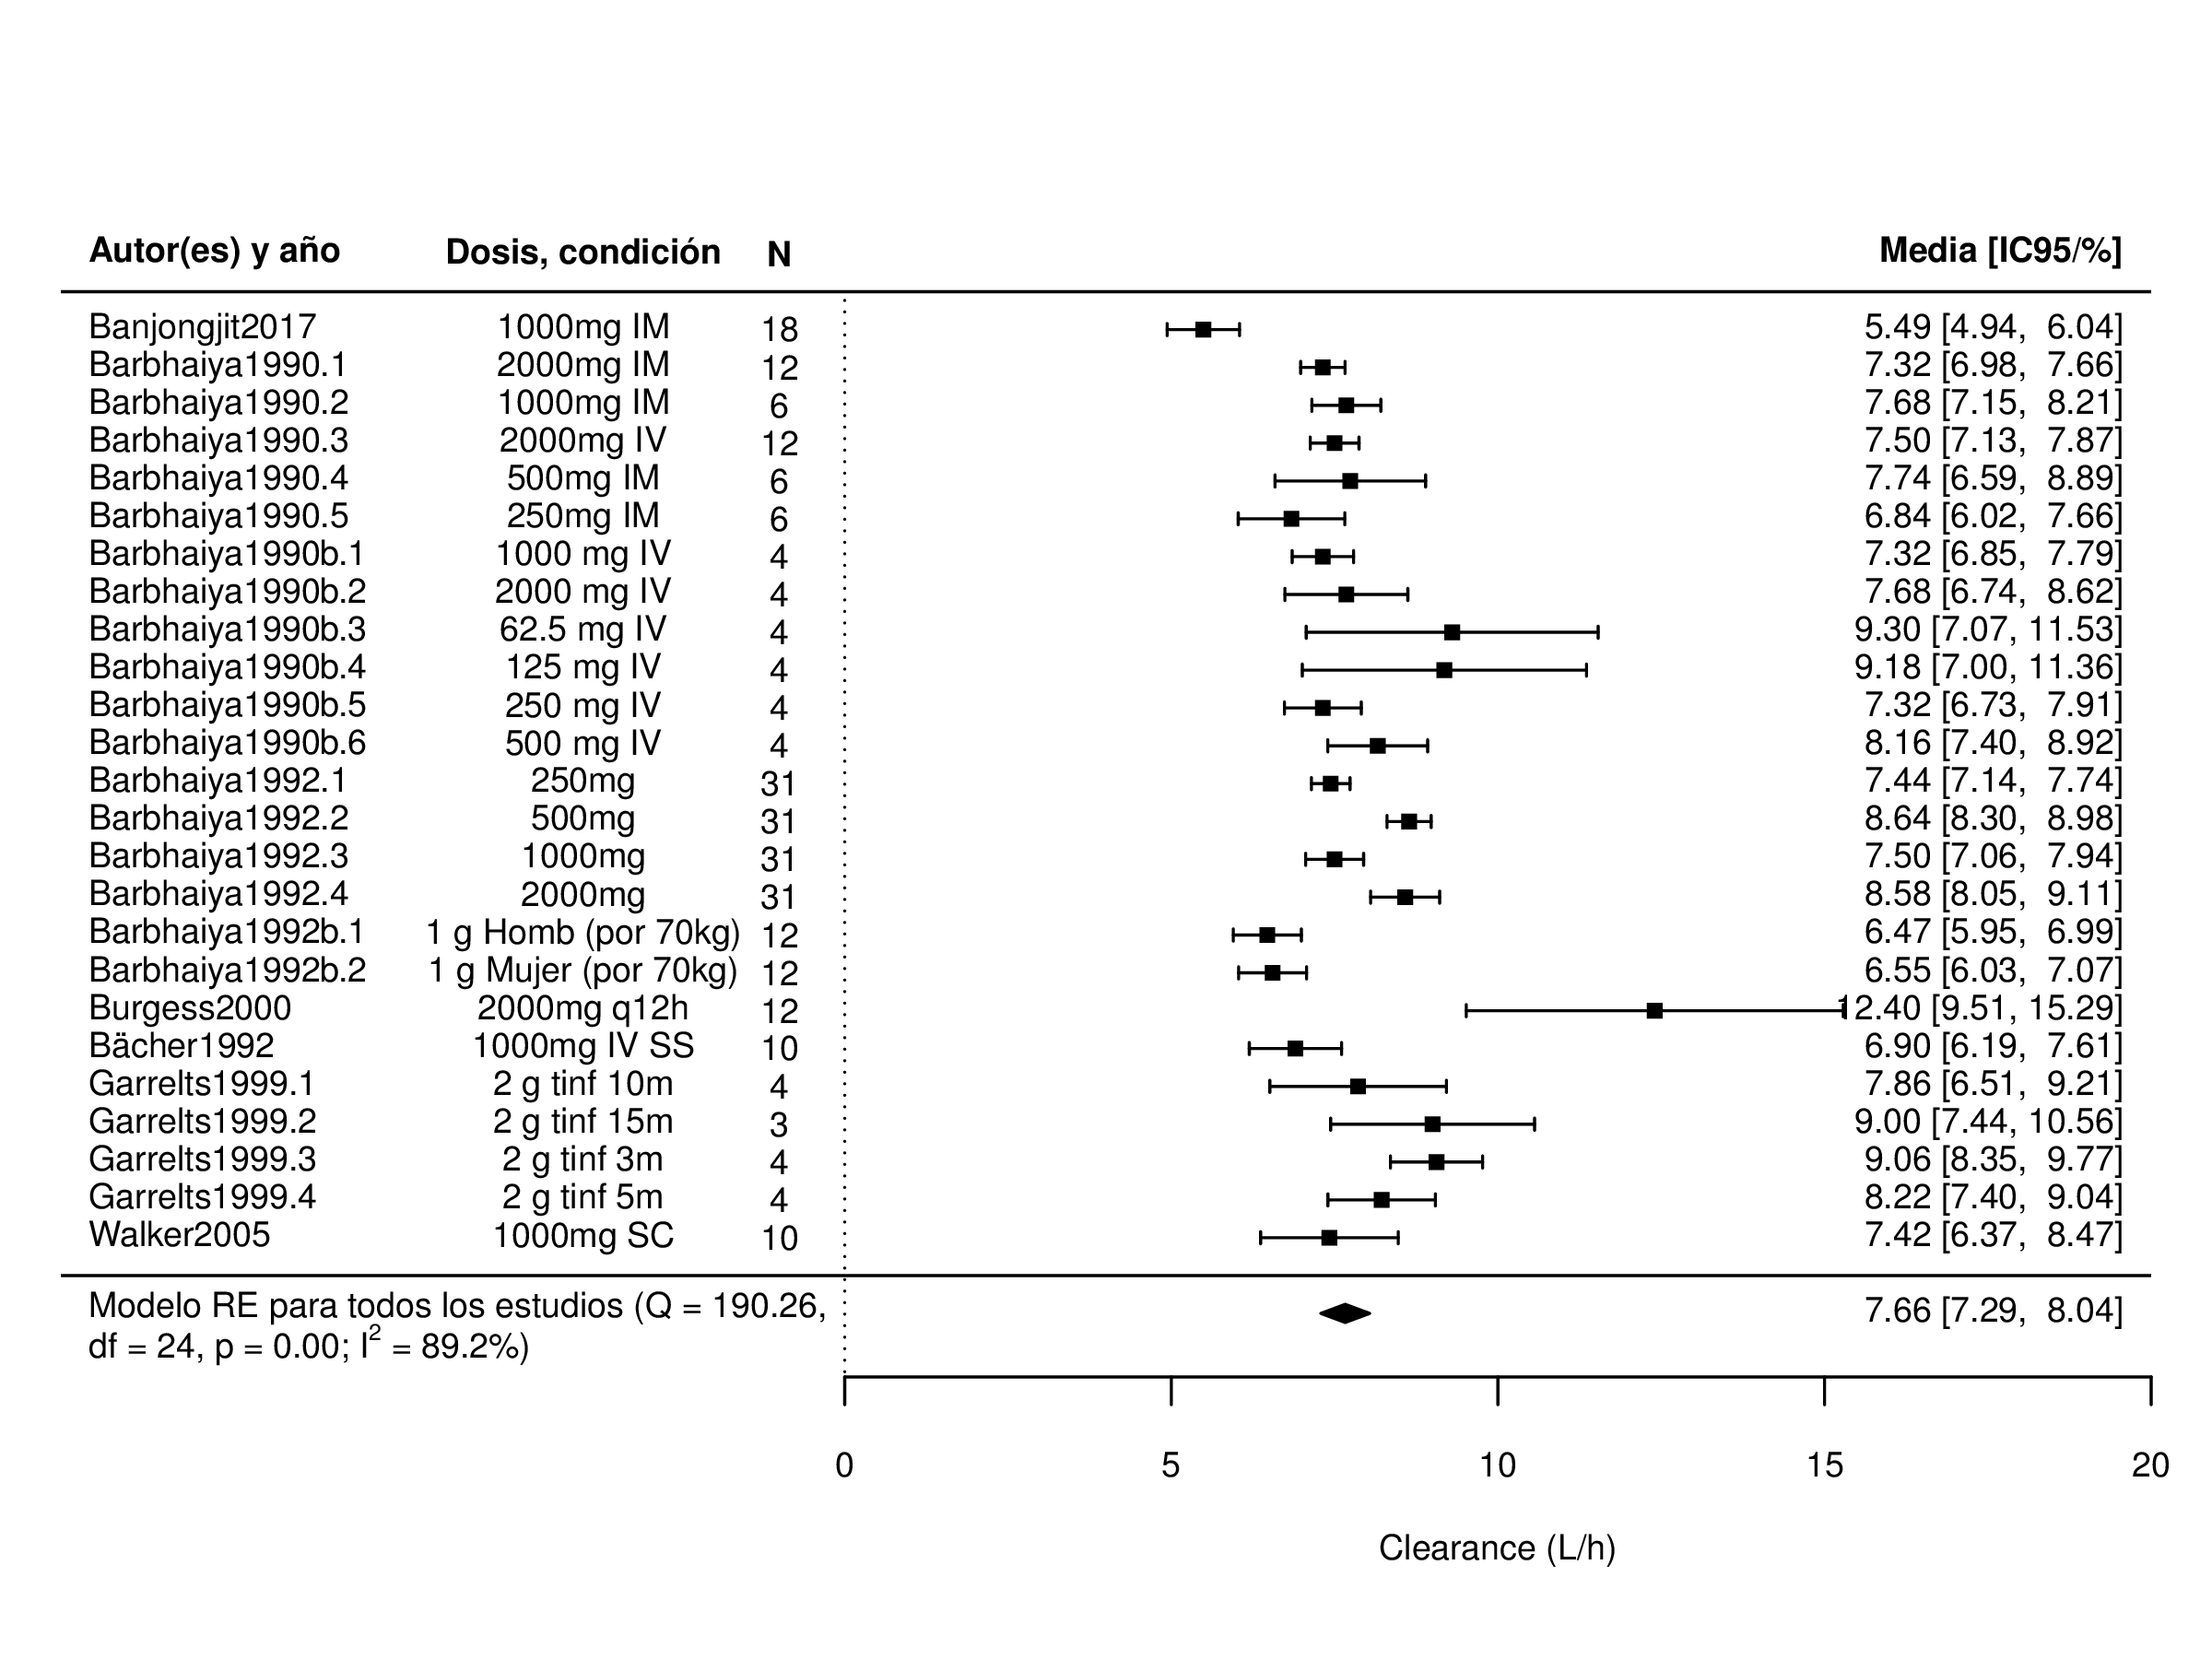 Autor(es) y año Dosis, condición N Media [IC95/%]
Banjongjit2017 1000mg IM 18 5.49 [4.94, 6.04]
Barbhaiya1990.1 2000mg IM 12 7.32 [6.98, 7.66]
Barbhaiya1990.2 1000mg IM 6 7.68 [7.15, 8.21]
Barbhaiya1990.3 2000mg IV 12 7.50 [7.13, 7.87]
Barbhaiya1990.4 500mg IM 6 7.74 [6.59, 8.89]
Barbhaiya1990.5 250mg IM 6 6.84 [6.02, 7.66]
Barbhaiya1990b.1 1000 mg IV 4 7.32 [6.85, 7.79]
Barbhaiya1990b.2 2000 mg IV 4 7.68 [6.74, 8.62]
Barbhaiya1990b.3 62.5 mg IV 4 9.30 [7.07, 11.53]
Barbhaiya1990b.4 125 mg IV 4 9.18 [7.00, 11.36]
Barbhaiya1990b.5 250 mg IV 4 7.32 [6.73, 7.91]
Barbhaiya1990b.6 500 mg IV 4 8.16 [7.40, 8.92]
Barbhaiya1992.1 250mg 31 7.44 [7.14, 7.74]
Barbhaiya1992.2 500mg 31 8.64 [8.30, 8.98]
Barbhaiya1992.3 1000mg 31 7.50 [7.06, 7.94]
Barbhaiya1992.4 2000mg 31 8.58 [8.05, 9.11]
Barbhaiya1992b.1 1 g Homb (por 70kg) 12 6.47 [5.95, 6.99]
Barbhaiya1992b.2 1 g Mujer (por 70kg) 12 6.55 [6.03, 7.07]
Burgess2000 2000mg q12h 12 12.40 [9.51, 15.29]
Bächer1992 1000mg IV SS 10 6.90 [6.19, 7.61]
Garrelts1999.1 2 g tinf 10m 4 7.86 [6.51, 9.21]
Garrelts1999.2 2 g tinf 15m 3 9.00 [7.44, 10.56]
Garrelts1999.3 2 g tinf 3m 4 9.06 [8.35, 9.77]
Garrelts1999.4 2 g tinf 5m 4 8.22 [7.40, 9.04]
Walker2005 1000mg SC 10 7.42 [6.37, 8.47]
Modelo RE para todos los estudios (Q = 190.26, 7.66 [7.29, 8.04]
df = 24, p = 0.00; I² = 89.2%)
0 5 10 15 20
Clearance (L/h)